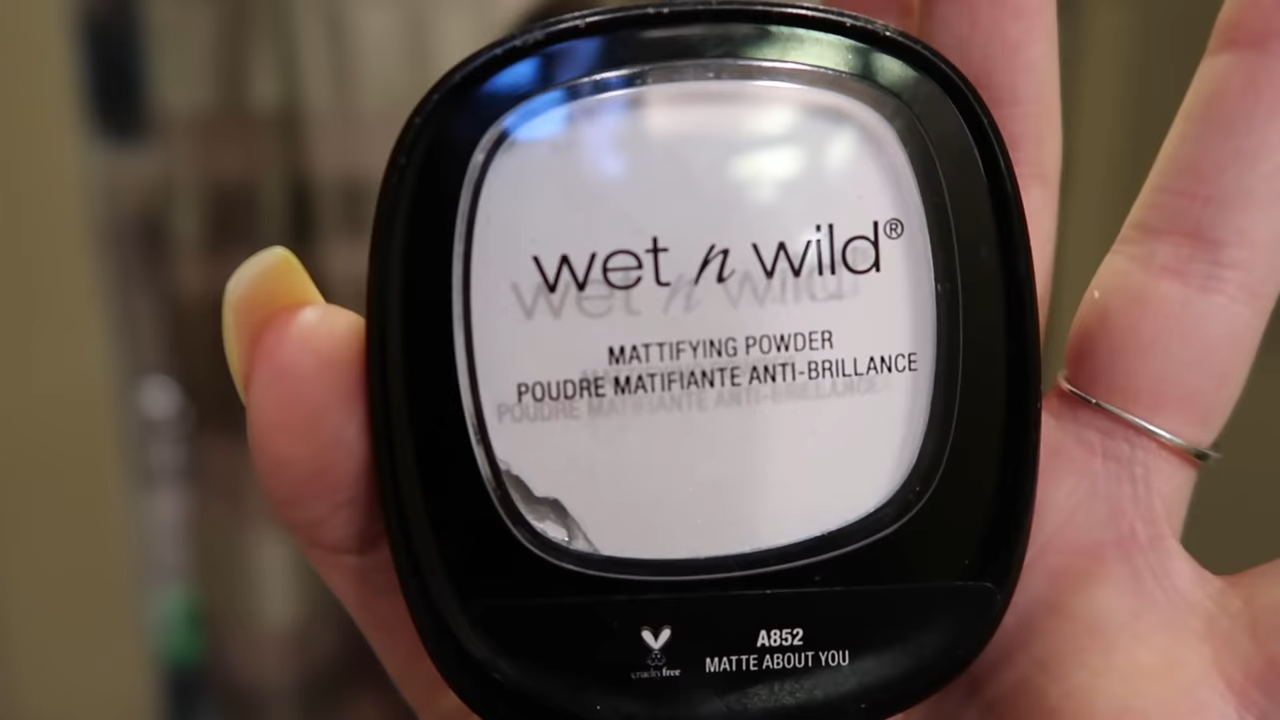 wet n wild®
MATTIFYING POWDER
POUDRE MATIFIANTE ANTI-BRILLANCE
crueltyfree
A852
MATTE ABOUT YOU